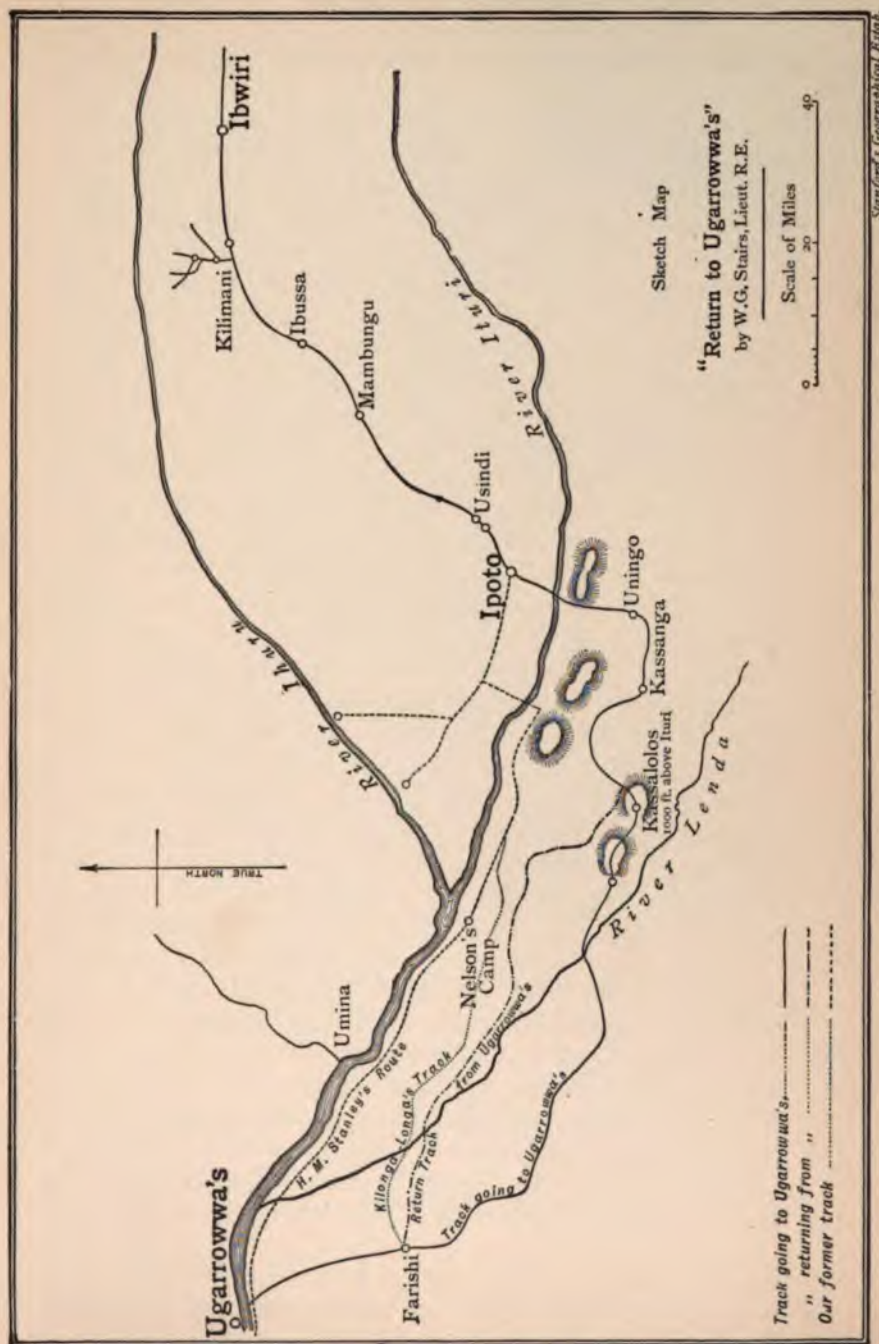 Sketch Map
"Return to Ugarrowwa's"
by W.G. Stairs, Lieut. R.E.
Scale of Miles
0 20 40
Ibwiri
Kilimani
Ibussa
Mambungu
Usindi
Ipoto
River Ihuru
River Ituri
Uningo
Kassanga
Kassalolos
1000 ft. above Ituri
River Lenda
TRUE NORTH
Umina
Nelson's
Camp
H. M. Stanley's Route
Kilonga Longa's Track
Return Track from Ugarrowwa's
Track going to Ugarrowwa's
Ugarrowwa's
Farishi
Track going to Ugarrowwa's
" returning from "
Our former track
Stanford's Geographical Estab.